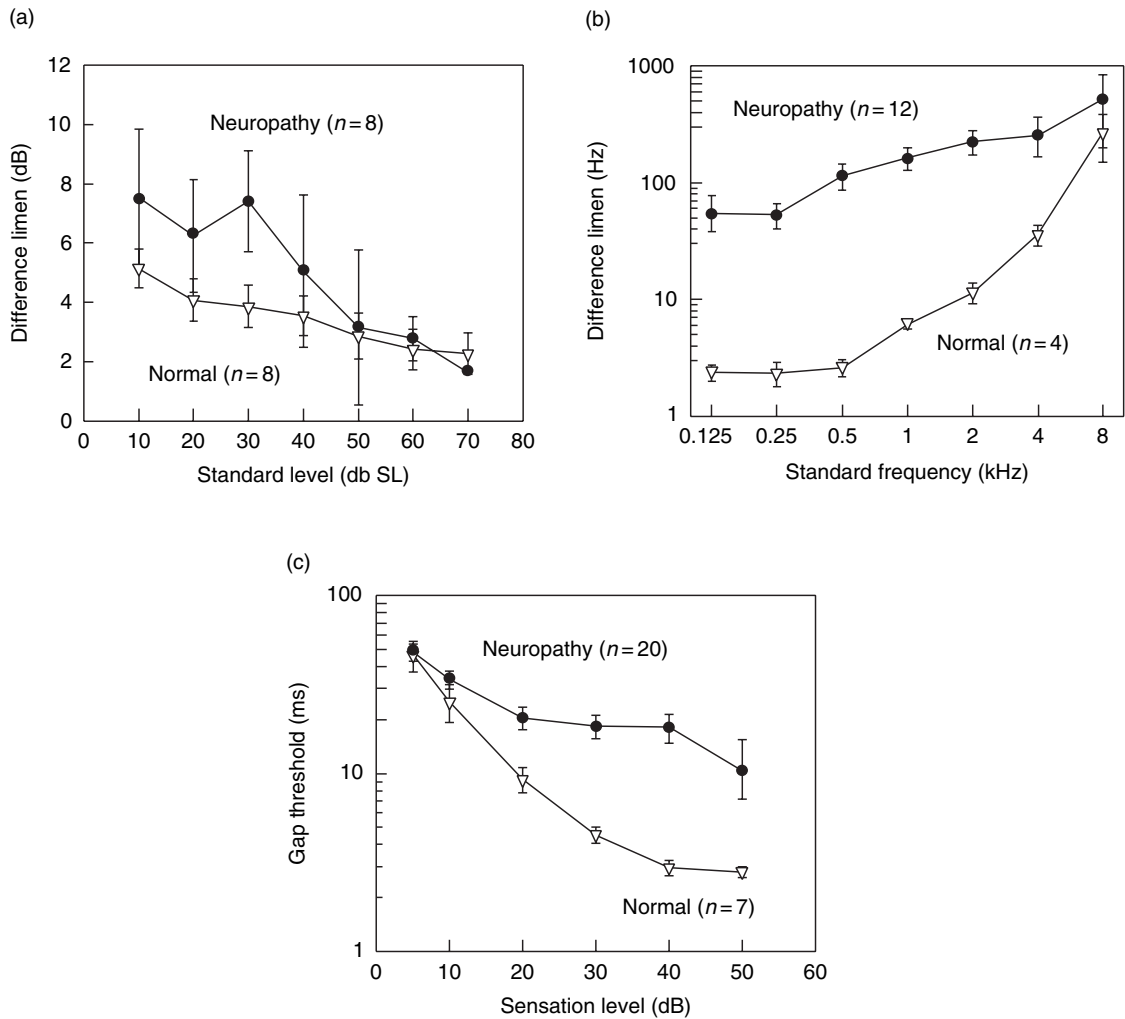 (a)
12
10
8
6
4
2
0
Difference limen (dB)
Neuropathy (n=8)
Normal (n=8)
0 10 20 30 40 50 60 70 80
Standard level (db SL)
(b)
1000
100
10
1
Difference limen (Hz)
Neuropathy (n=12)
Normal (n=4)
0.125 0.25 0.5 1 2 4 8
Standard frequency (kHz)
(c)
100
10
1
Gap threshold (ms)
Neuropathy (n=20)
Normal (n=7)
0 10 20 30 40 50 60
Sensation level (dB)